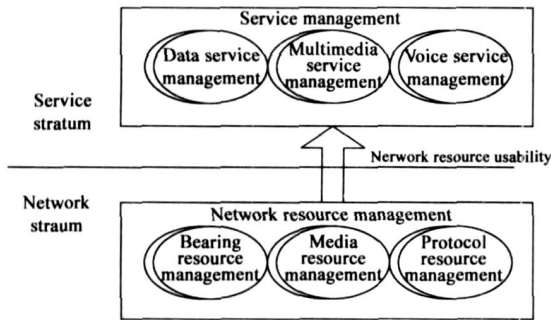 Service management
Data service
management
Multimedia
service
management
Voice service
management
Service
stratum
Nerwork resource usability
Network
straum
Network resource management
Bearing
resource
management
Media
resource
management
Protocol
resource
management